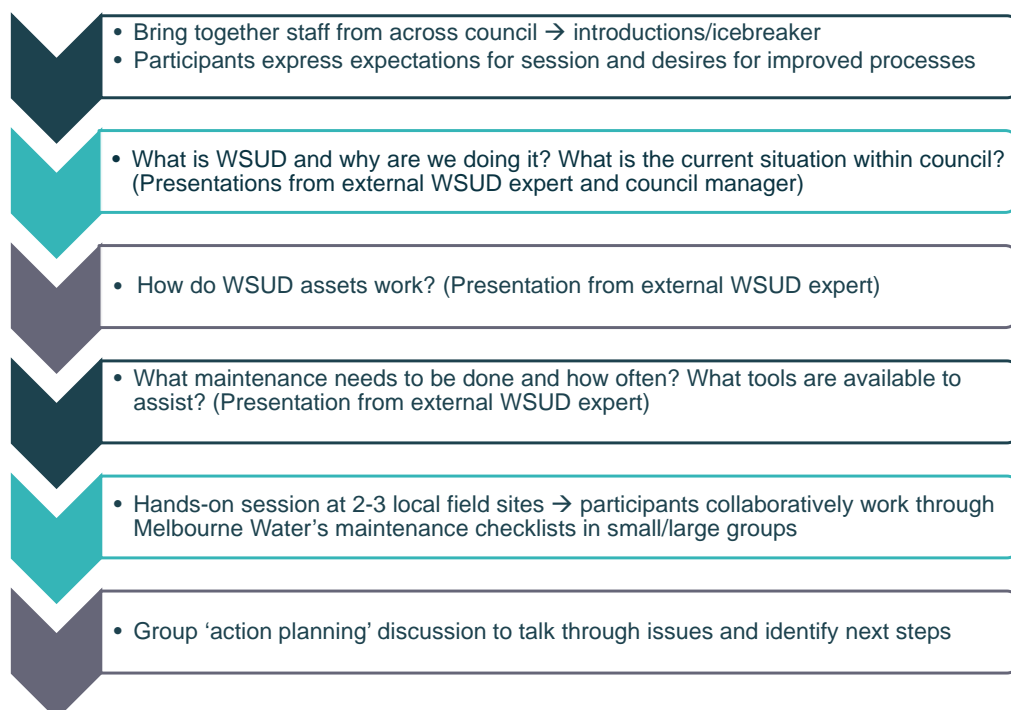 • Bring together staff from across council → introductions/icebreaker
• Participants express expectations for session and desires for improved processes
• What is WSUD and why are we doing it? What is the current situation within council?
(Presentations from external WSUD expert and council manager)
• How do WSUD assets work? (Presentation from external WSUD expert)
• What maintenance needs to be done and how often? What tools are available to
assist? (Presentation from external WSUD expert)
• Hands-on session at 2-3 local field sites → participants collaboratively work through
Melbourne Water's maintenance checklists in small/large groups
• Group ‘action planning’ discussion to talk through issues and identify next steps